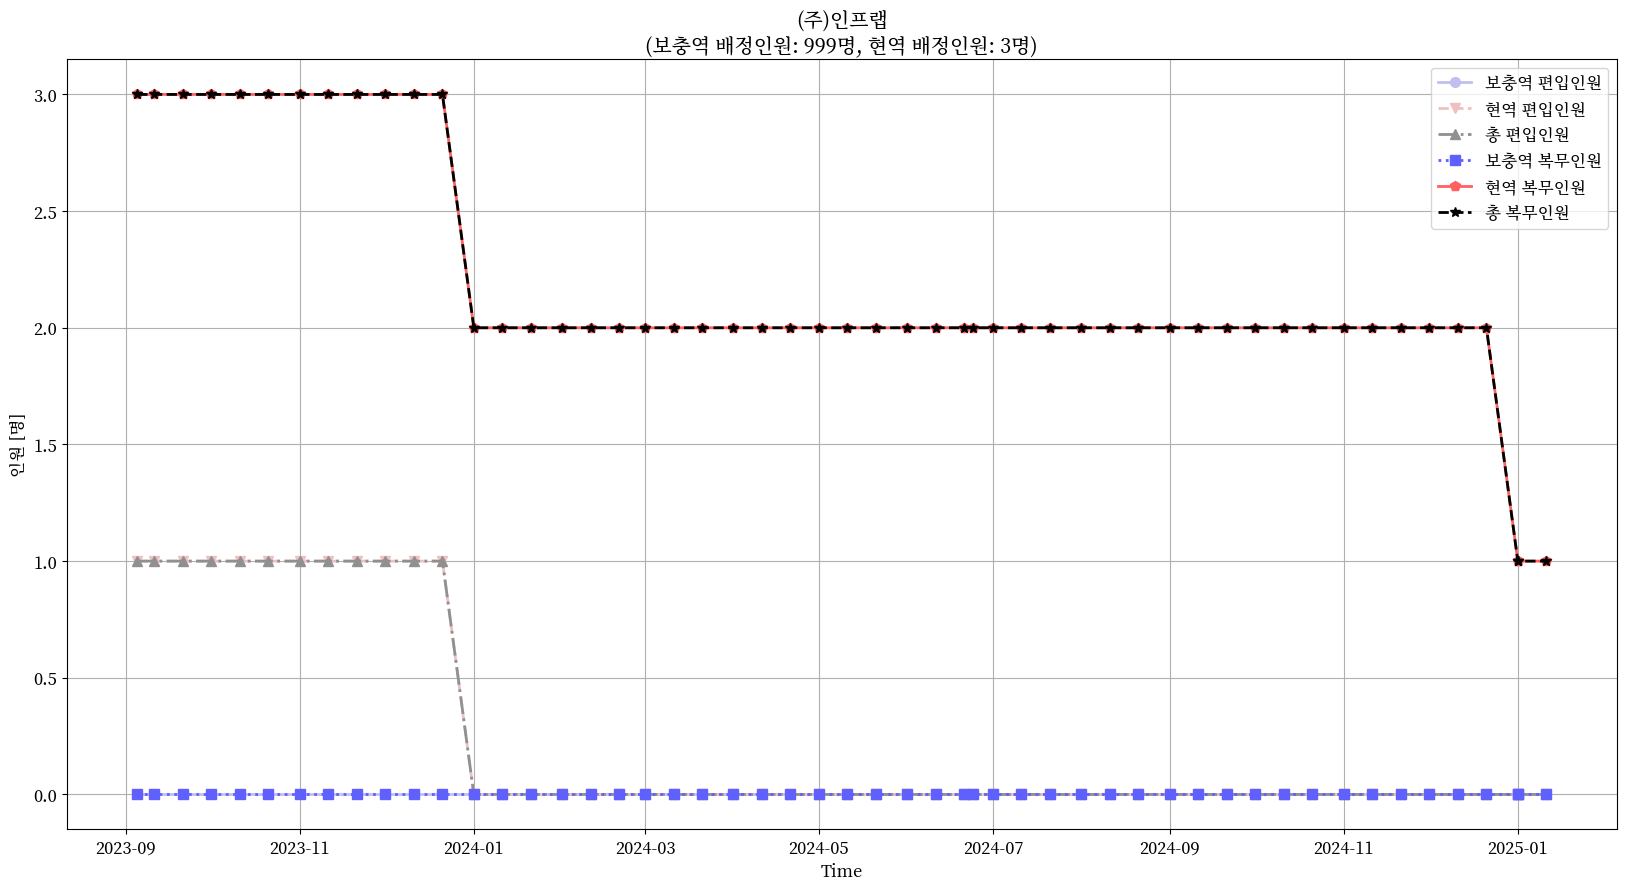 (주)인프랩
(보충역 배정인원: 999명, 현역 배정인원: 3명)
보충역 편입인원
현역 편입인원
총 편입인원
보충역 복무인원
현역 복무인원
총 복무인원
인원 [명]
3.0
2.5
2.0
1.5
1.0
0.5
0.0
2023-09
2023-11
2024-01
2024-03
2024-05
2024-07
2024-09
2024-11
2025-01
Time